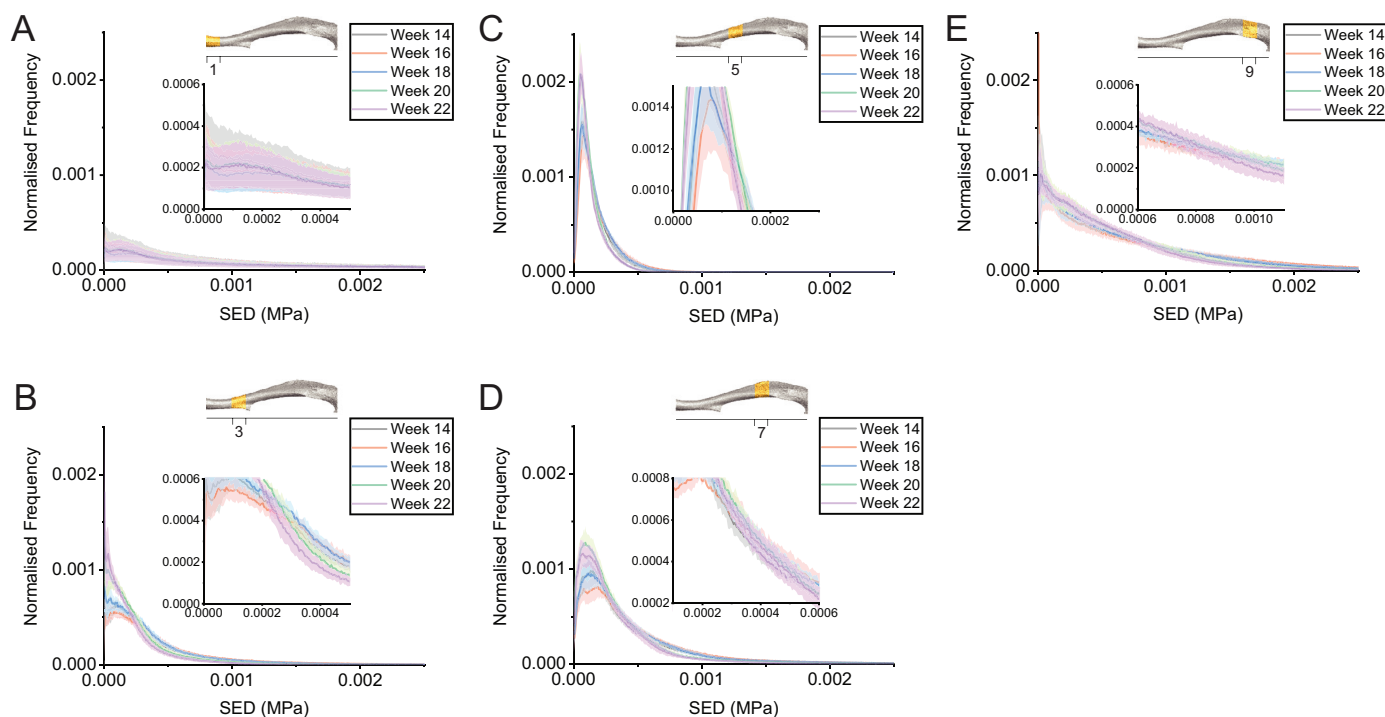 A
Week 14
Week 16
Week 18
Week 20
Week 22
1
Normalised Frequency
0.002
0.001
0.000
0.0006
0.0004
0.0002
0.0000
0.0000 0.0002 0.0004
0.000 0.001 0.002
SED (MPa)
C
Week 14
Week 16
Week 18
Week 20
Week 22
5
Normalised Frequency
0.002
0.001
0.000
0.0014
0.0012
0.0010
0.0000 0.0002
0.000 0.001 0.002
SED (MPa)
E
Week 14
Week 16
Week 18
Week 20
Week 22
9
Normalised Frequency
0.002
0.001
0.000
0.0006
0.0004
0.0002
0.0000
0.0006 0.0008 0.0010
0.000 0.001 0.002
SED (MPa)
B
Week 14
Week 16
Week 18
Week 20
Week 22
3
Normalised Frequency
0.002
0.001
0.000
0.0006
0.0004
0.0002
0.0000
0.0000 0.0002 0.0004
0.000 0.001 0.002
SED (MPa)
D
Week 14
Week 16
Week 18
Week 20
Week 22
7
Normalised Frequency
0.002
0.001
0.000
0.0008
0.0006
0.0004
0.0002
0.0002 0.0004 0.0006
0.000 0.001 0.002
SED (MPa)